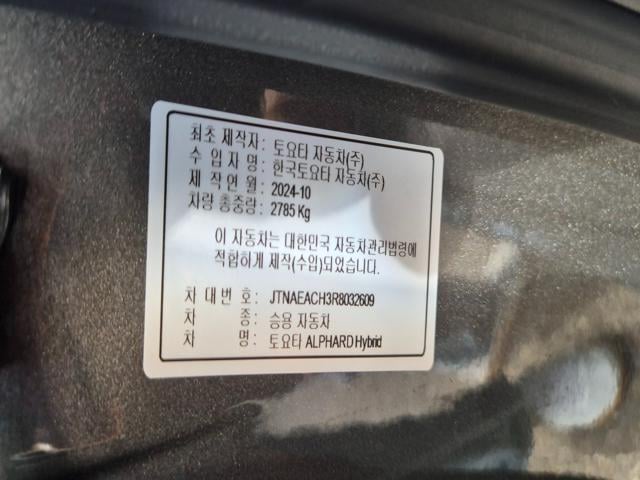 최초 제작자 : 토요타 자동차(주)
수 입 자 명 : 한국토요타 자동차(주)
제 작 연 월 : 2024-10
차량 총중량 : 2785 Kg
이 자동차는 대한민국 자동차관리법령에
적합하게 제작(수입)되었습니다.
차 대 번 호 : JTNAEACH3R8032609
차 종 : 승용 자동차
차 명 : 토요타 ALPHARD Hybrid